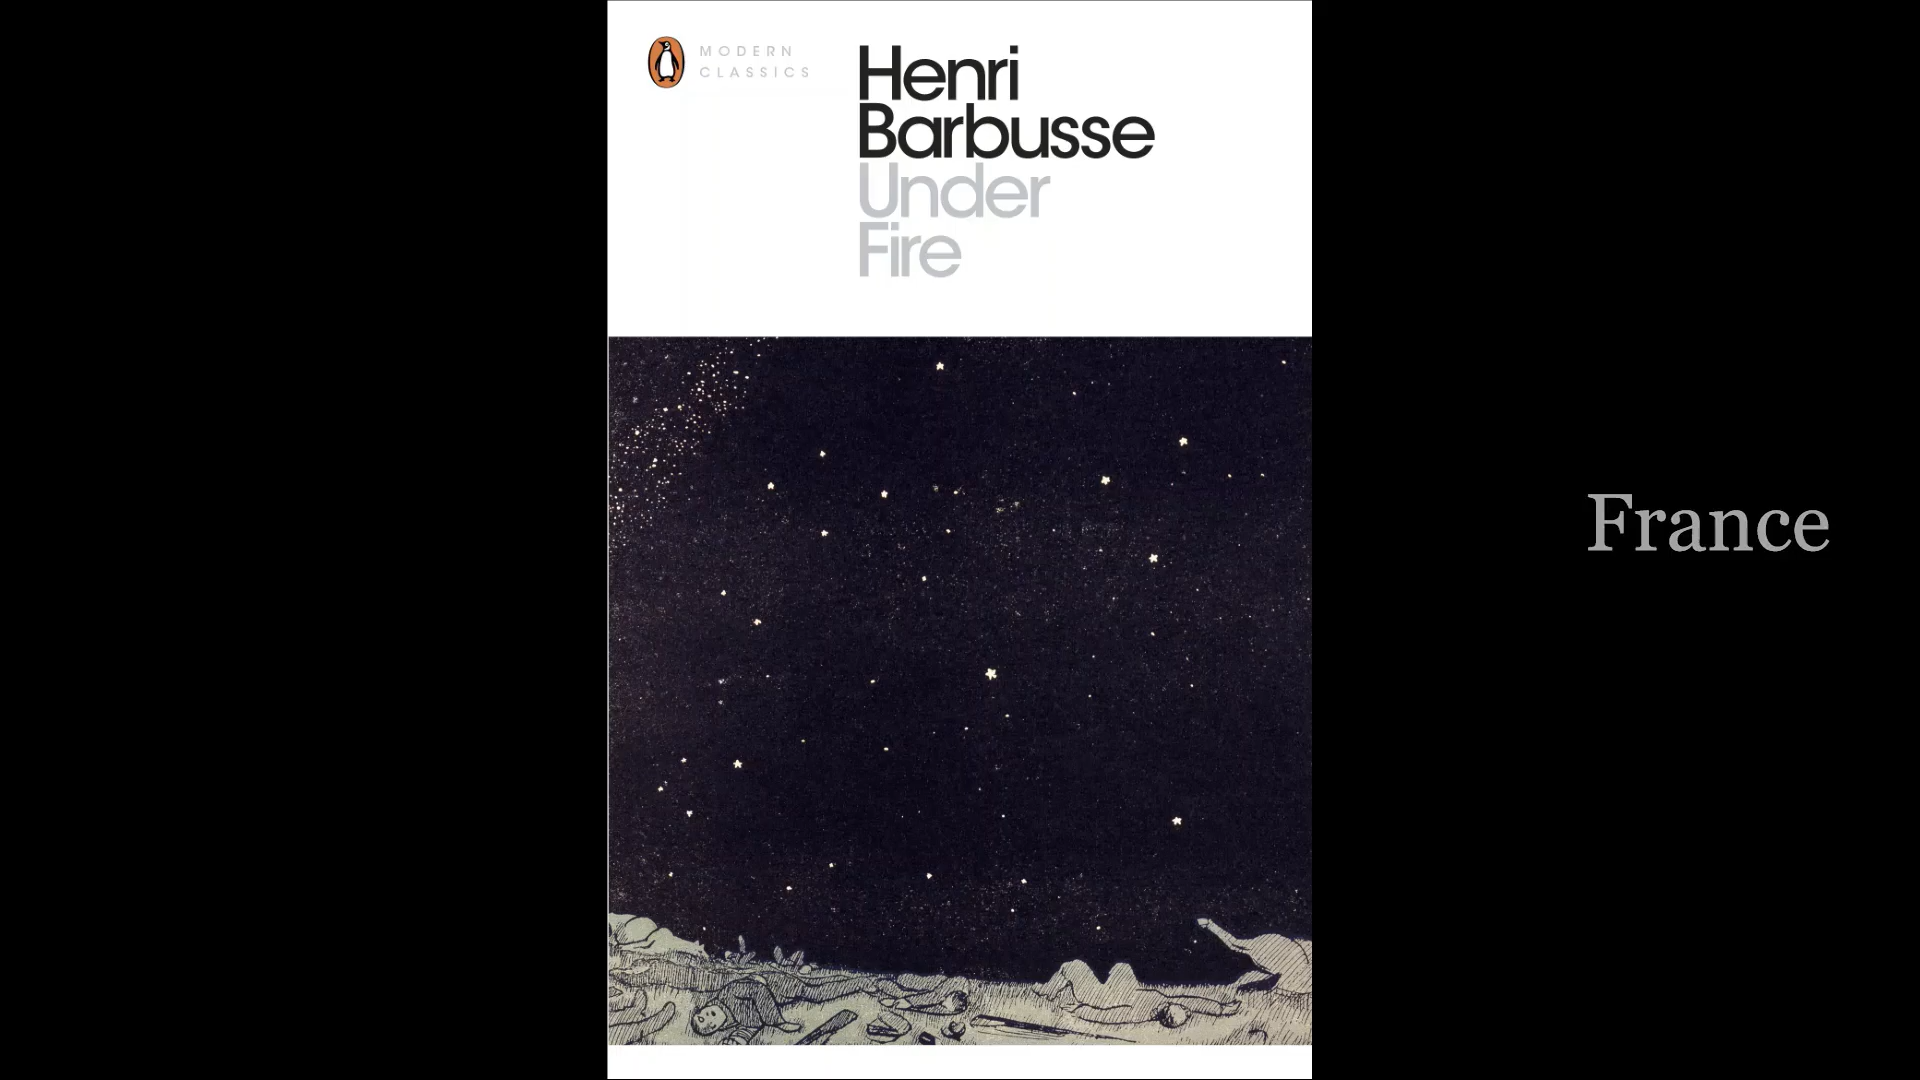 MODERN
CLASSICS
Henri
Barbusse
Under
Fire
France